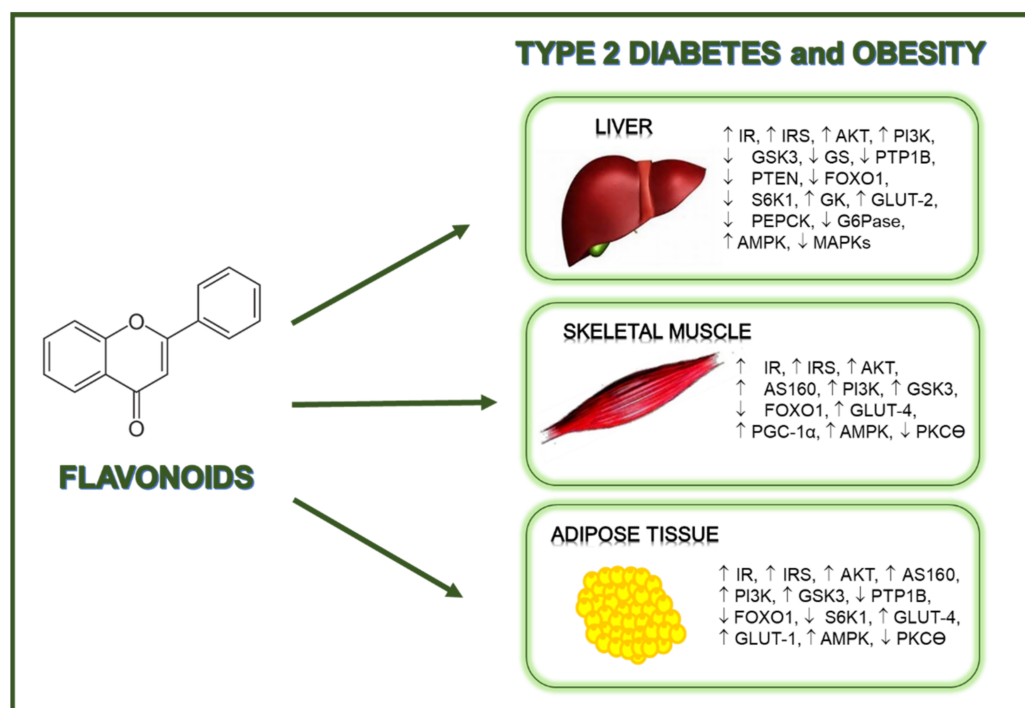 TYPE 2 DIABETES and OBESITY
LIVER
↑ IR, ↑ IRS, ↑ AKT, ↑ PI3K,
↓ GSK3, ↓ GS, ↓ PTP1B,
↓ PTEN, ↓ FOXO1,
↓ S6K1, ↑ GK, ↑ GLUT-2,
↓ PEPCK, ↓ G6Pase,
↑ AMPK, ↓ MAPKs
O
O
FLAVONOIDS
SKELETAL MUSCLE
↑ IR, ↑ IRS, ↑ AKT,
↑ AS160, ↑ PI3K, ↑ GSK3,
↓ FOXO1, ↑ GLUT-4,
↑ PGC-1α, ↑ AMPK, ↓ PKCϴ
ADIPOSE TISSUE
↑ IR, ↑ IRS, ↑ AKT, ↑ AS160,
↑ PI3K, ↑ GSK3, ↓ PTP1B,
↓ FOXO1, ↓ S6K1, ↑ GLUT-4,
↑ GLUT-1, ↑ AMPK, ↓ PKCϴ